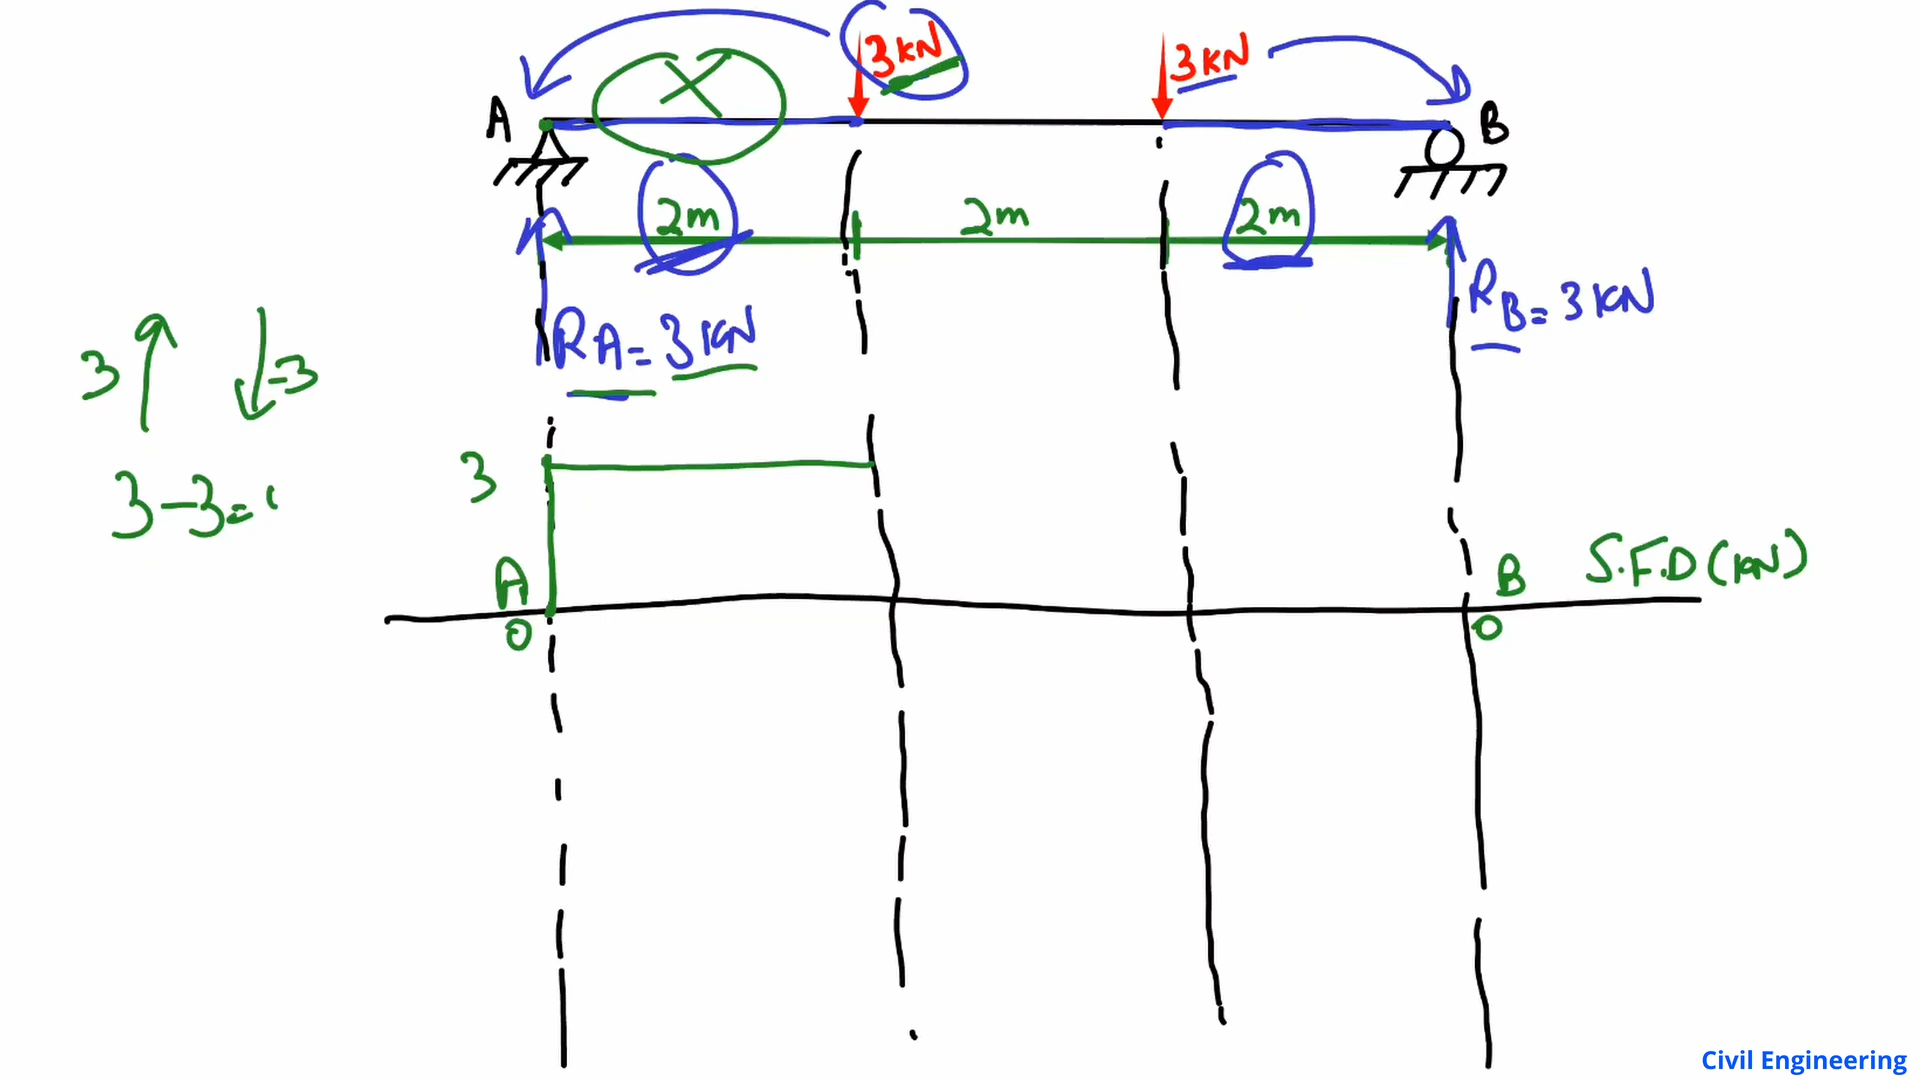 3KN
3KN
A
B
2m
2m
2m
RA=3KN
RB=3KN
3
-3
3
3-3=
A
B
S.F.D(KN)
0
0
Civil Engineering